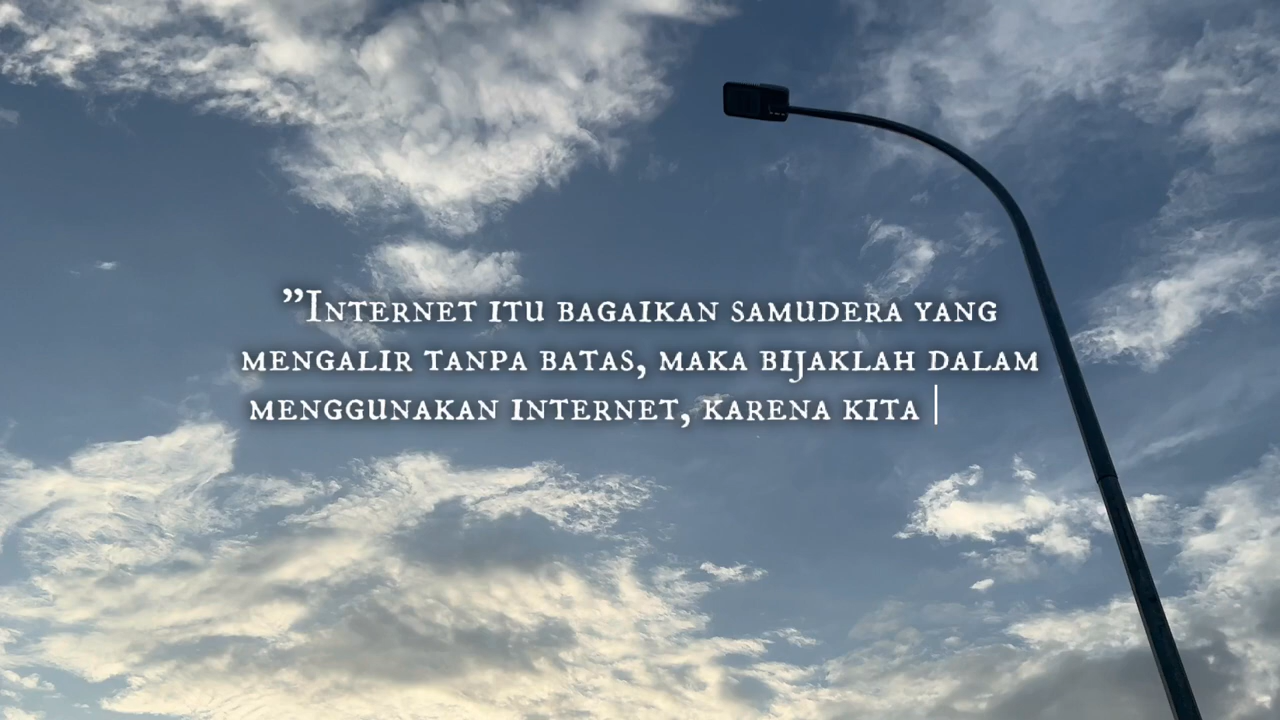 "Internet itu bagaikan samudera yang
mengalir tanpa batas, maka bijaklah dalam
menggunakan internet, karena kita |